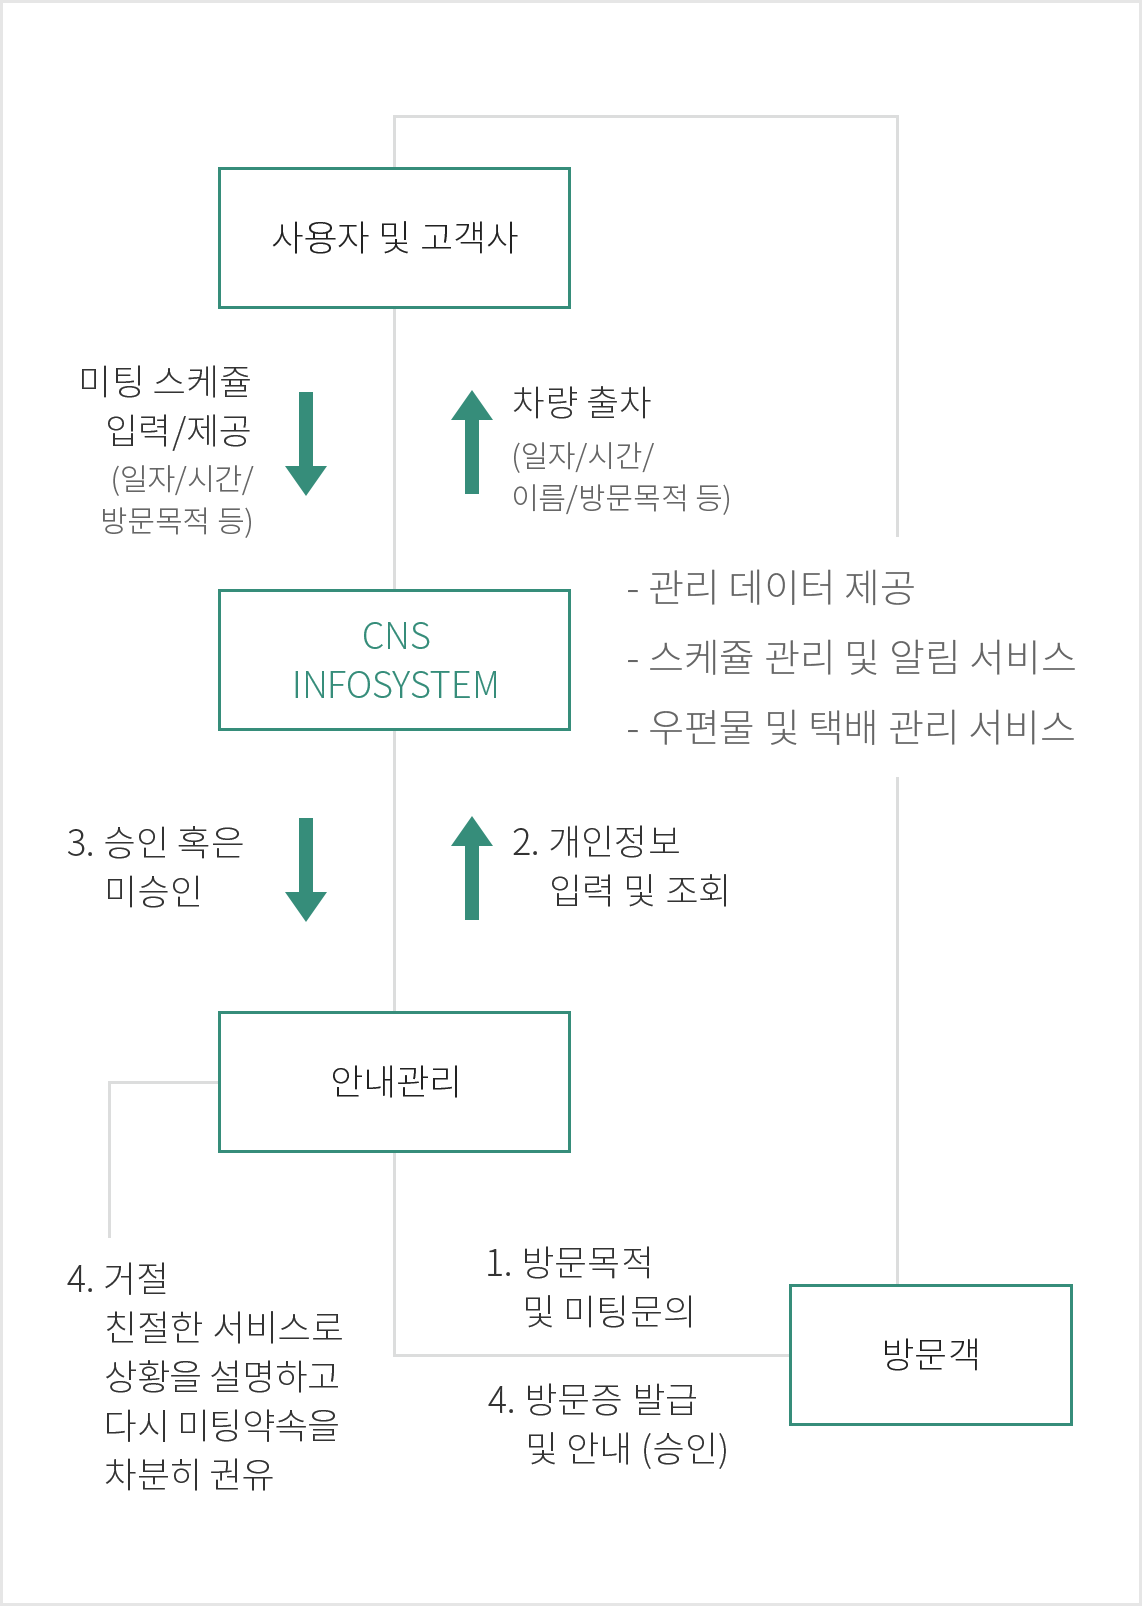 사용자 및 고객사
미팅 스케쥴
입력/제공
(일자/시간/
방문목적 등)
차량 출차
(일자/시간/
이름/방문목적 등)
CNS
INFOSYSTEM
- 관리 데이터 제공
- 스케쥴 관리 및 알림 서비스
- 우편물 및 택배 관리 서비스
3. 승인 혹은
미승인
2. 개인정보
입력 및 조회
안내관리
4. 거절
친절한 서비스로
상황을 설명하고
다시 미팅약속을
차분히 권유
1. 방문목적
및 미팅문의
4. 방문증 발급
및 안내 (승인)
방문객